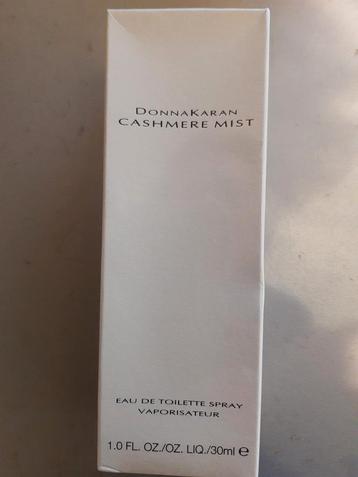 DONNAKARAN
CASHMERE MIST
EAU DE TOILETTE SPRAY
VAPORISATEUR
1.0 FL. OZ./OZ. LIQ./30ml ℮